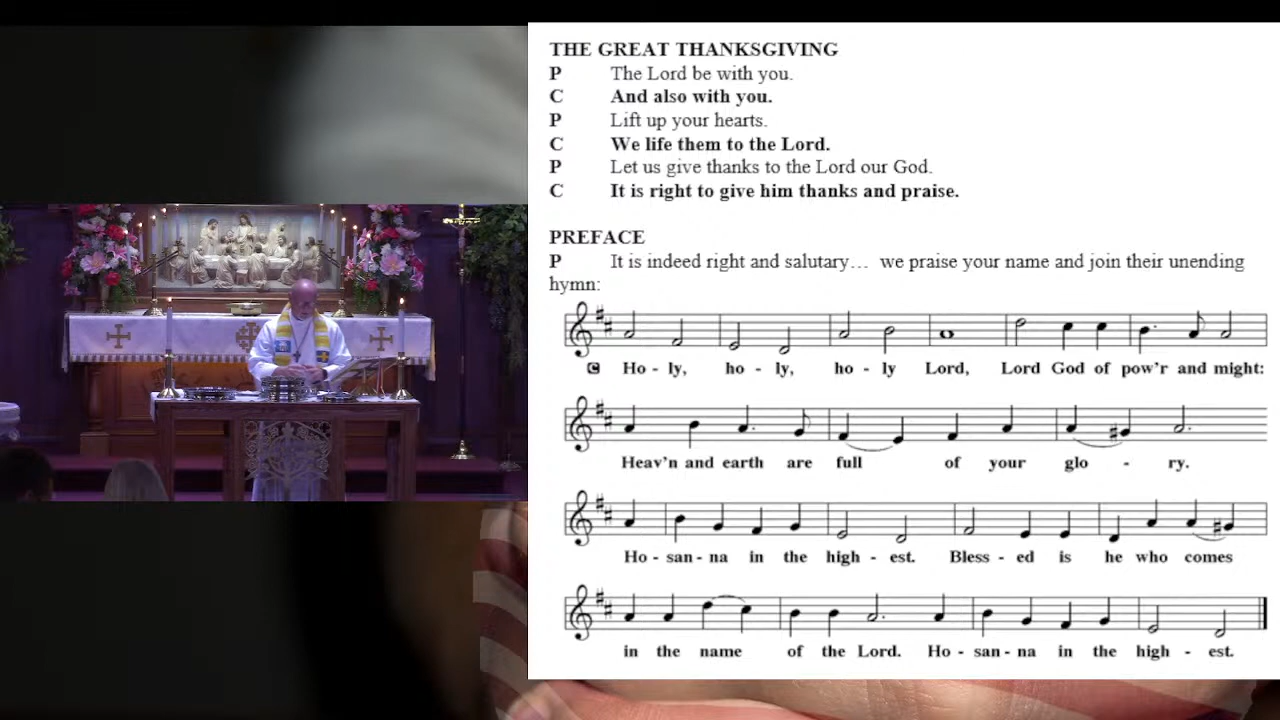 THE GREAT THANKSGIVING
P The Lord be with you.
C And also with you.
P Lift up your hearts.
C We life them to the Lord.
P Let us give thanks to the Lord our God.
C It is right to give him thanks and praise.
PREFACE
P It is indeed right and salutary… we praise your name and join their unending
hymn:
C Ho - ly, ho - ly, ho - ly Lord, Lord God of pow'r and might:
Heav'n and earth are full of your glo - ry.
Ho - san - na in the high - est. Bless - ed is he who comes
in the name of the Lord. Ho - san - na in the high - est.